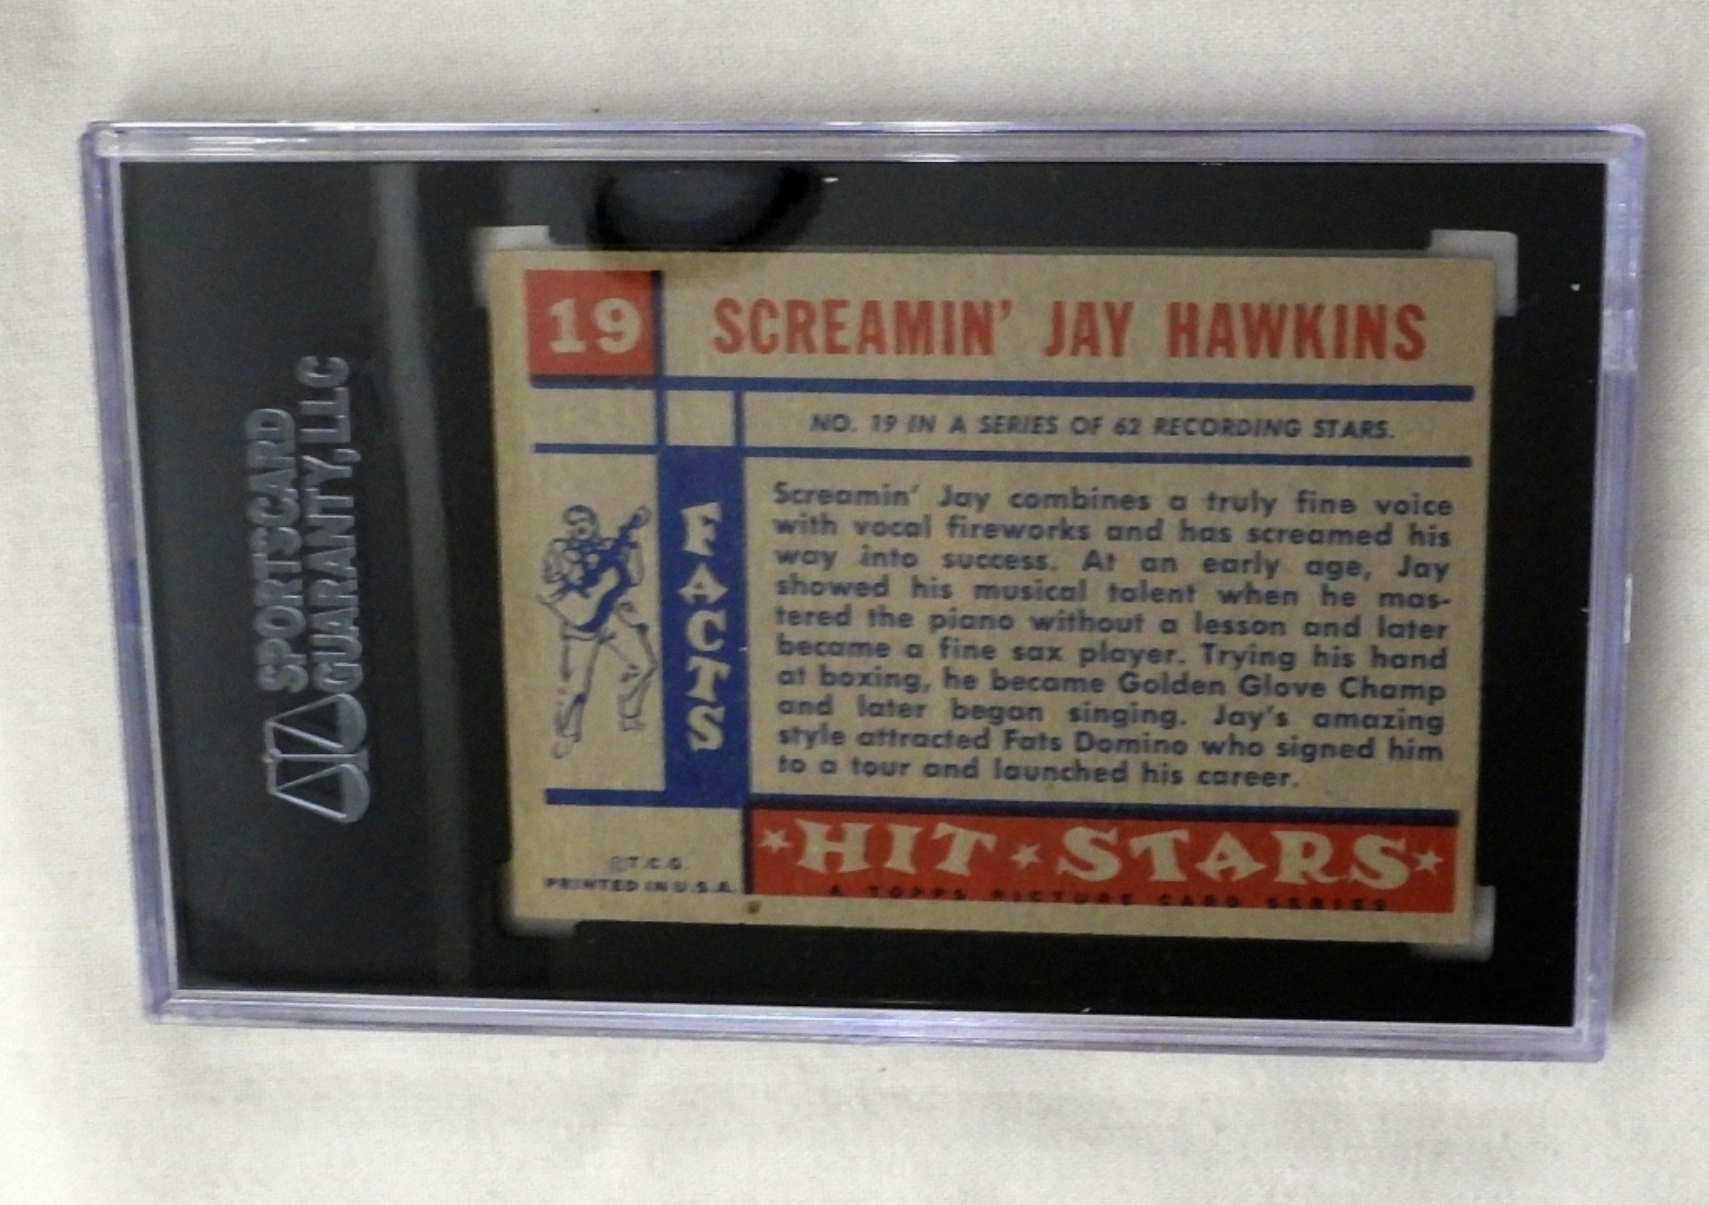 SPORTSCARD
GUARANTY, LLC
19
SCREAMIN' JAY HAWKINS
NO. 19 IN A SERIES OF 62 RECORDING STARS.
FACTS
Screamin' Jay combines a truly fine voice
with vocal fireworks and has screamed his
way into success. At an early age, Jay
showed his musical talent when he mas-
tered the piano without a lesson and later
became a fine sax player. Trying his hand
at boxing, he became Golden Glove Champ
and later began singing. Jay's amazing
style attracted Fats Domino who signed him
to a tour and launched his career.
©T.C.G.
PRINTED IN U.S.A.
★HIT★STARS★
A TOPPS PICTURE CARD SERIES